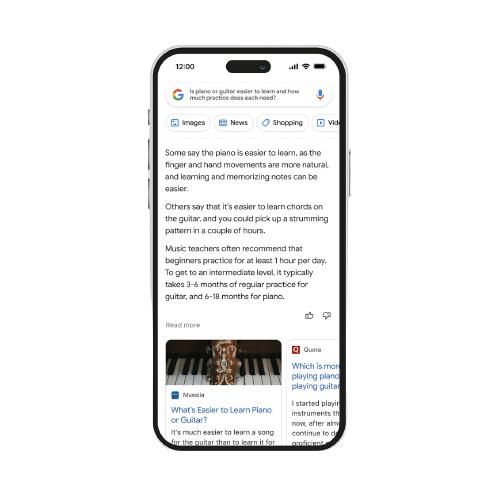 12:00
Is piano or guitar easier to learn and how
much practice does each need?
Images
News
Shopping
Some say the piano is easier to learn, as the
finger and hand movements are more natural,
and learning and memorizing notes can be
easier.
Others say that it's easier to learn chords on
the guitar, and you could pick up a strumming
pattern in a couple of hours.
Music teachers often recommend that
beginners practice for at least 1 hour per day.
To get to an intermediate level, it typically
takes 3-6 months of regular practice for
guitar, and 6-18 months for piano.
Read more
Musiila
What's Easier to Learn Piano
or Guitar?
It's much easier to learn a song
for the guitar than to learn it for
Quora
Which is more
playing piano
playing guitar
I started playin
instruments th
now, after alm
continue to d
proficient